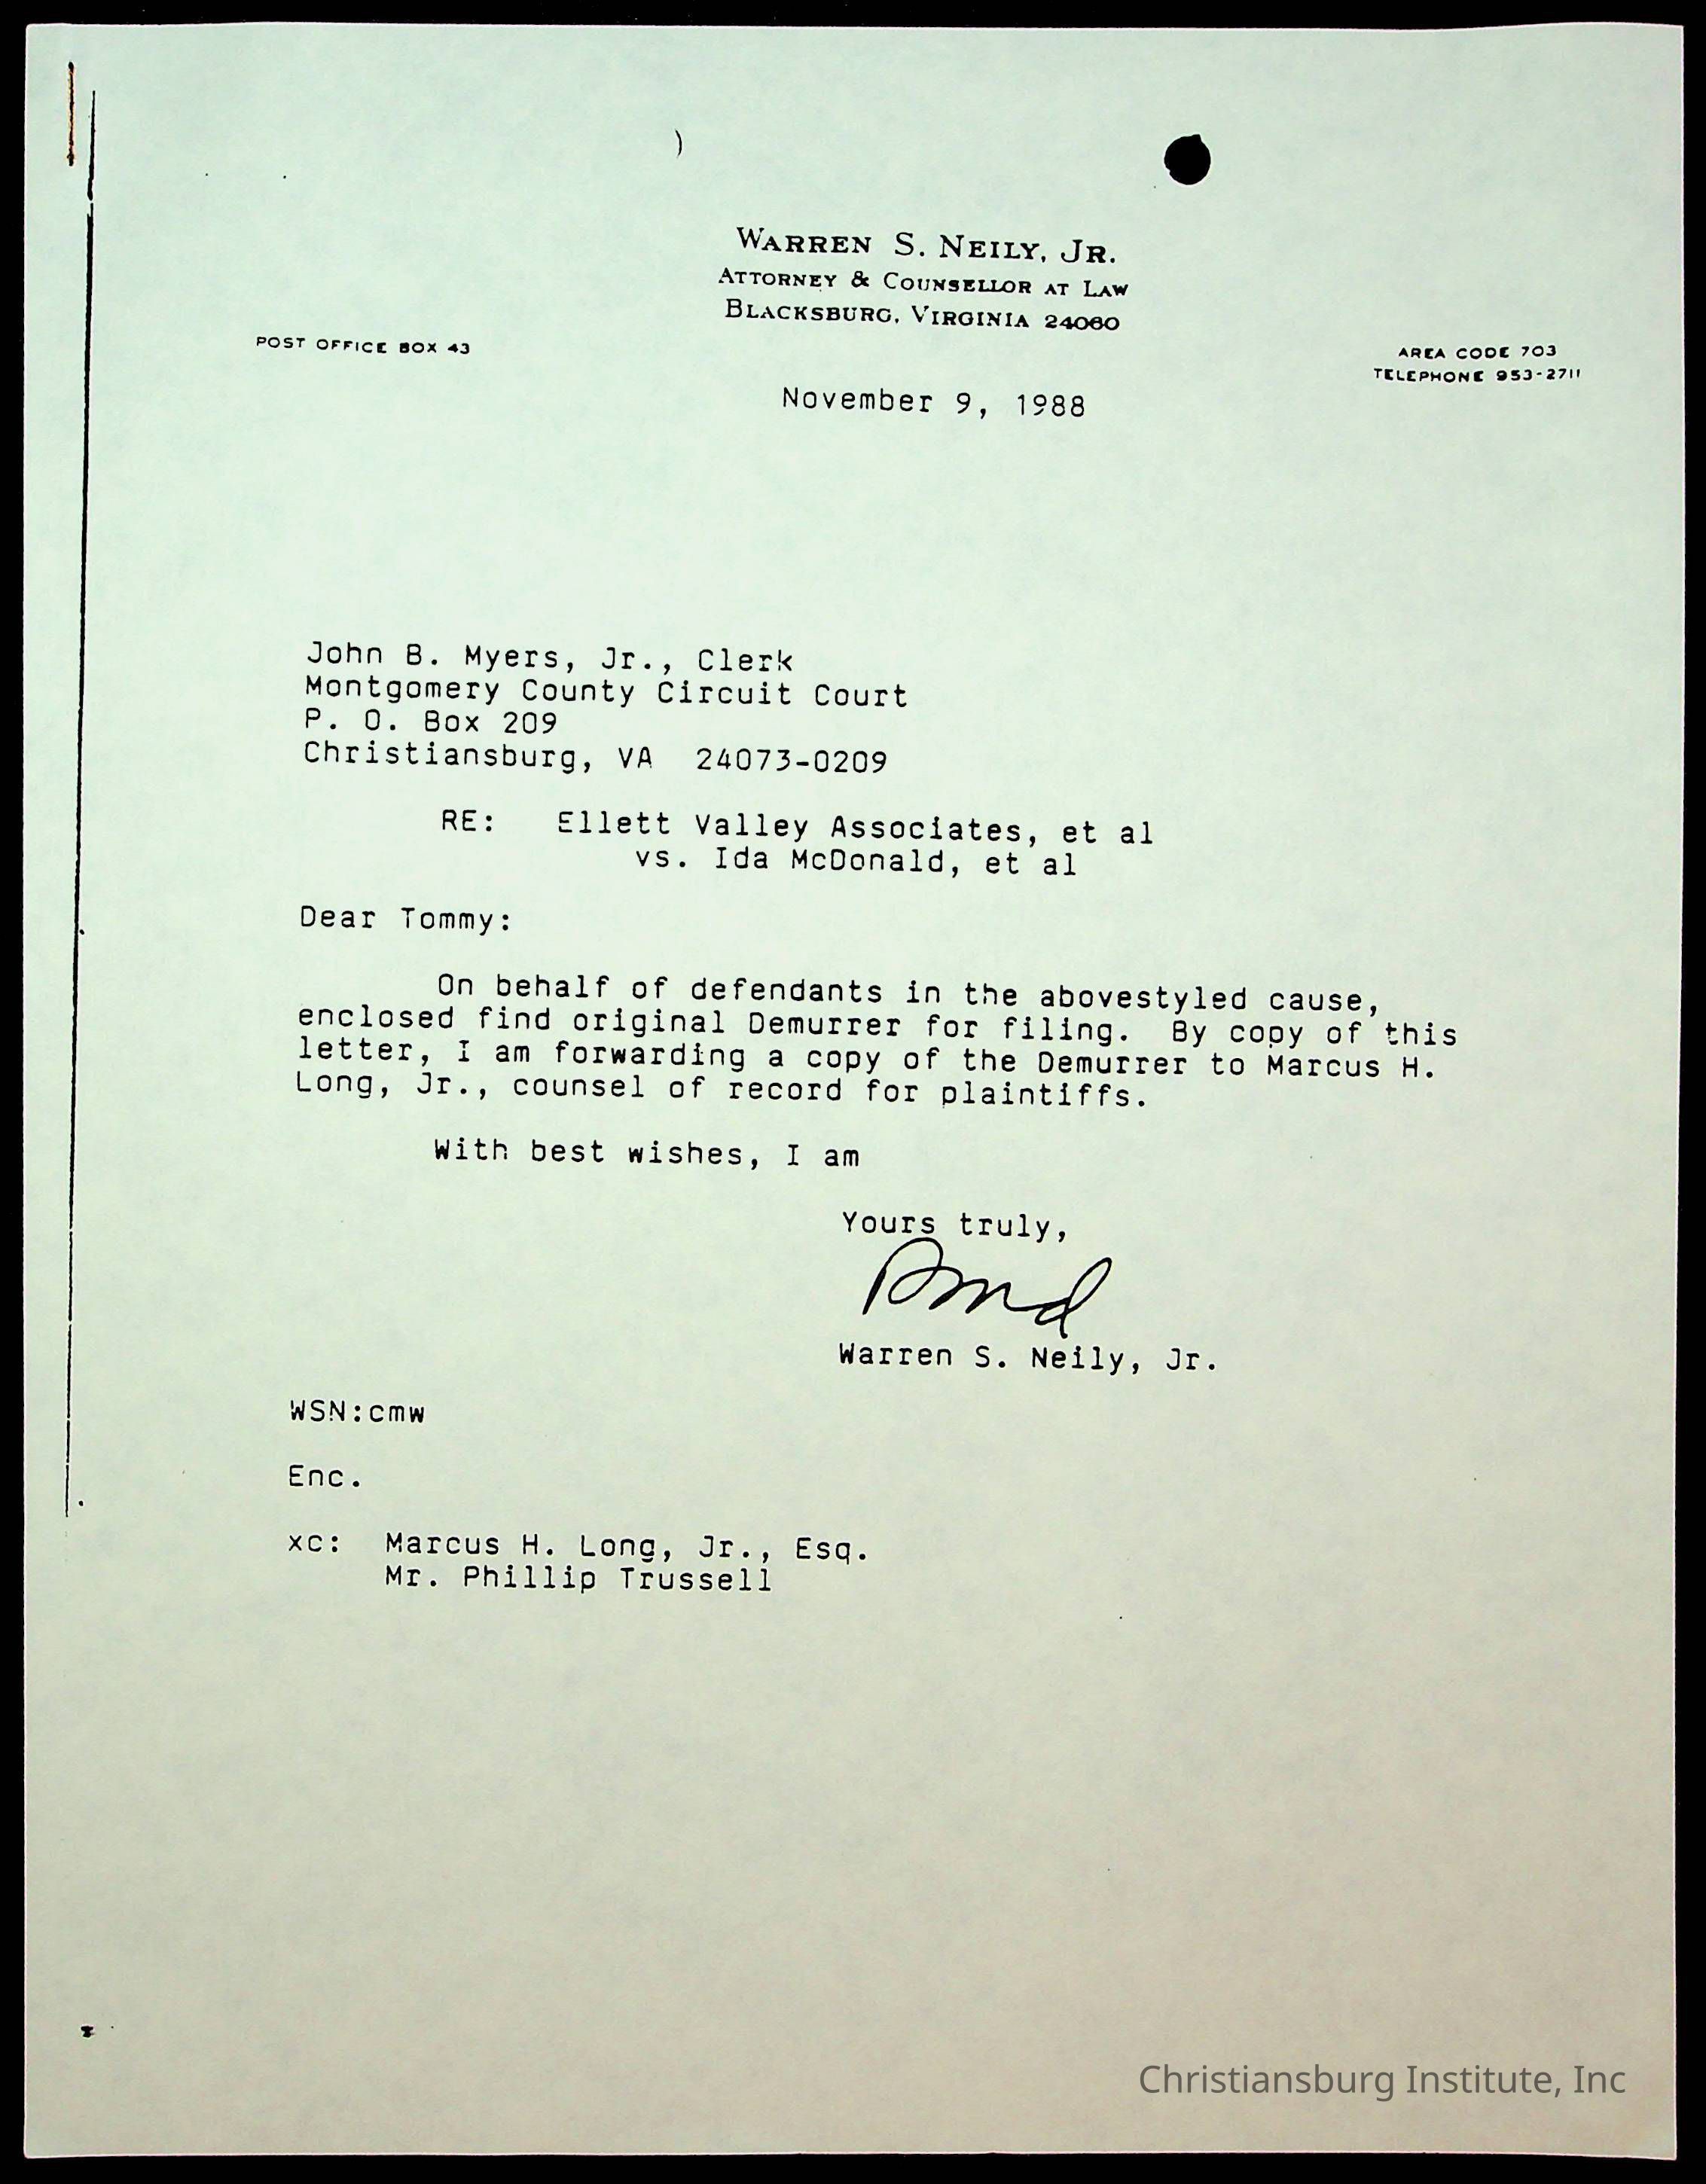 WARREN S. NEILY, JR.
ATTORNEY & COUNSELLOR AT LAW
BLACKSBURG, VIRGINIA 24060
POST OFFICE BOX 43
AREA CODE 703
TELEPHONE 953-2711
November 9, 1988
John B. Myers, Jr., Clerk
Montgomery County Circuit Court
P. O. Box 209
Christiansburg, VA 24073-0209
RE: Ellett Valley Associates, et al
vs. Ida McDonald, et al
Dear Tommy:
On behalf of defendants in the abovestyled cause,
enclosed find original Demurrer for filing. By copy of this
letter, I am forwarding a copy of the Demurrer to Marcus H.
Long, Jr., counsel of record for plaintiffs.
With best wishes, I am
Yours truly,
Warren S. Neily, Jr.
WSN:cmw
Enc.
xc: Marcus H. Long, Jr., Esq.
Mr. Phillip Trussell
Christiansburg Institute, Inc